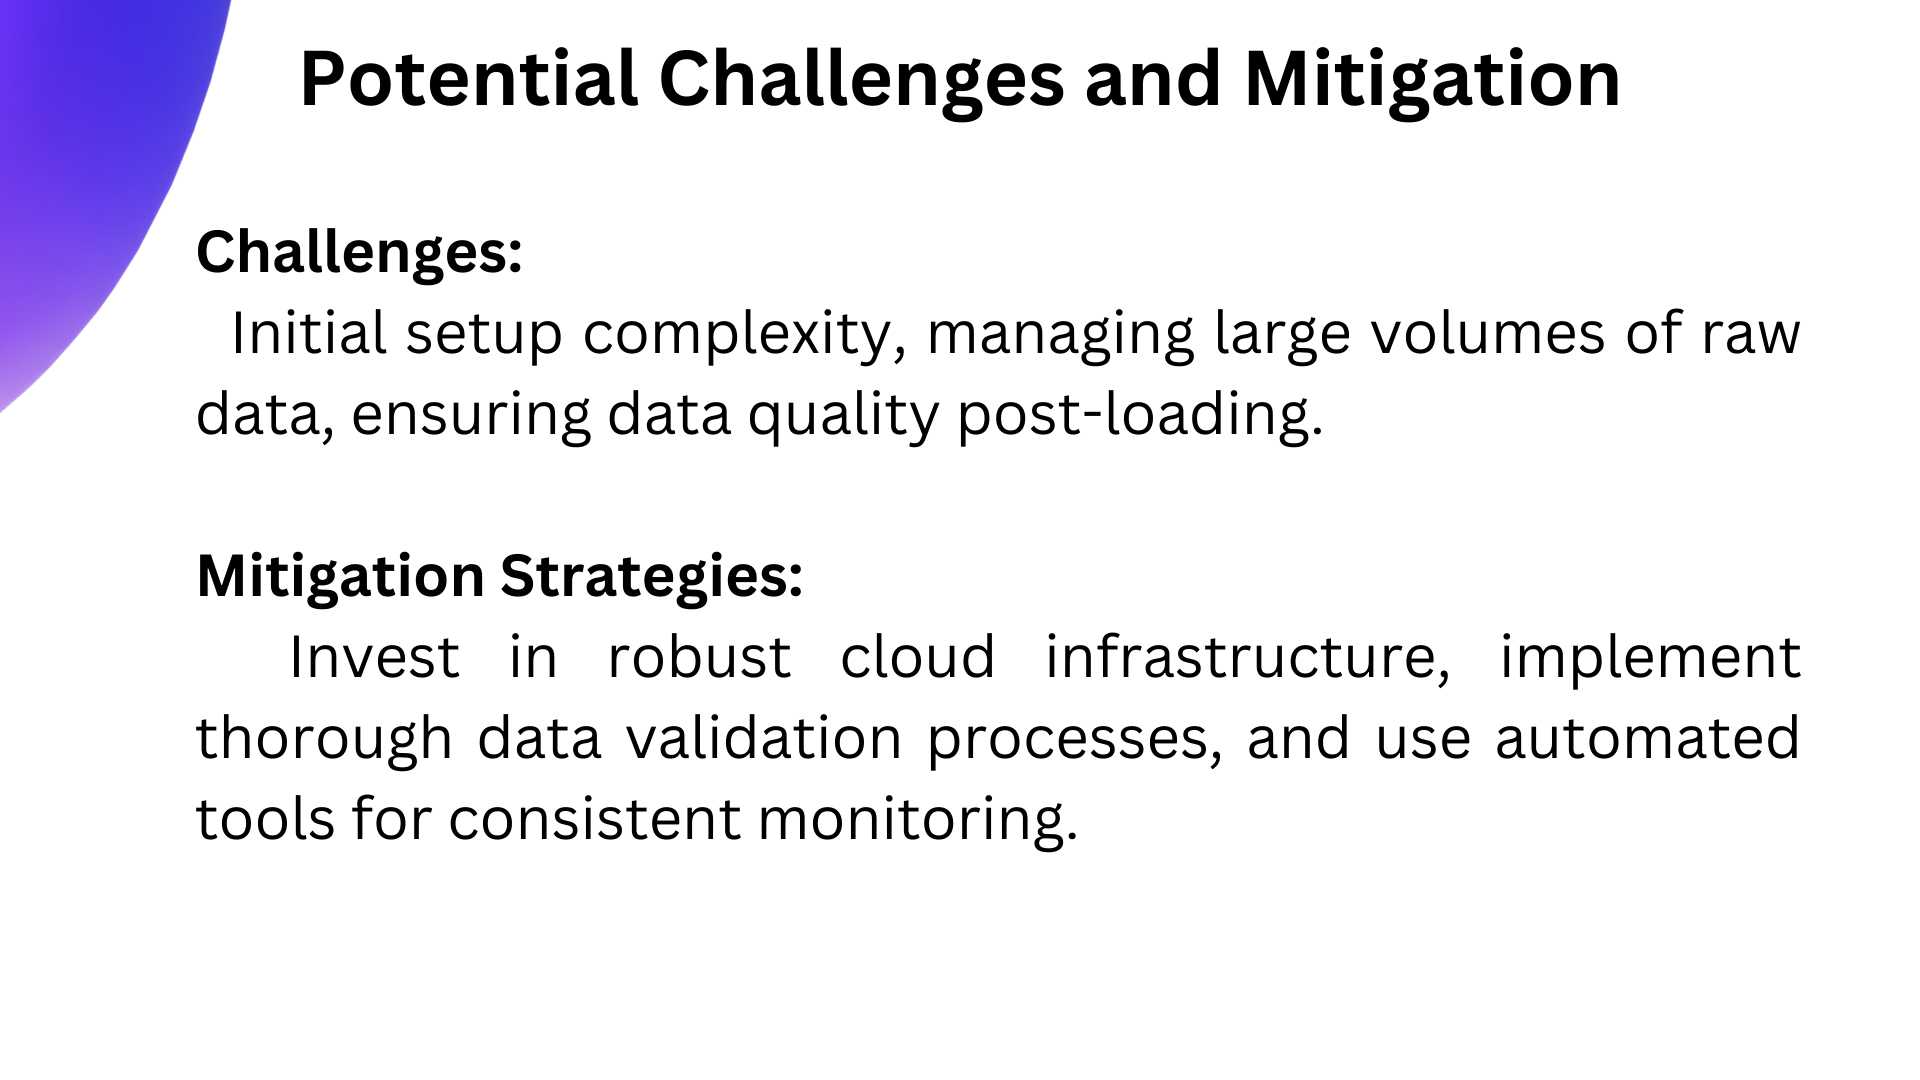 Potential Challenges and Mitigation
Challenges:
Initial setup complexity, managing large volumes of raw
data, ensuring data quality post-loading.
Mitigation Strategies:
Invest in robust cloud infrastructure, implement
thorough data validation processes, and use automated
tools for consistent monitoring.